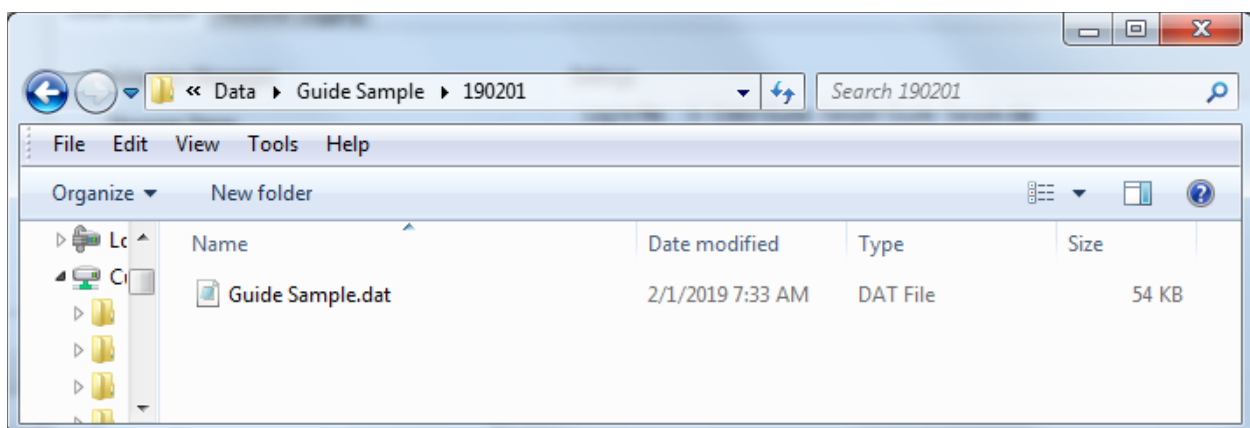 « Data ▸ Guide Sample ▸ 190201
Search 190201
File Edit View Tools Help
Organize ▾ New folder
Name Date modified Type Size
Guide Sample.dat 2/1/2019 7:33 AM DAT File 54 KB